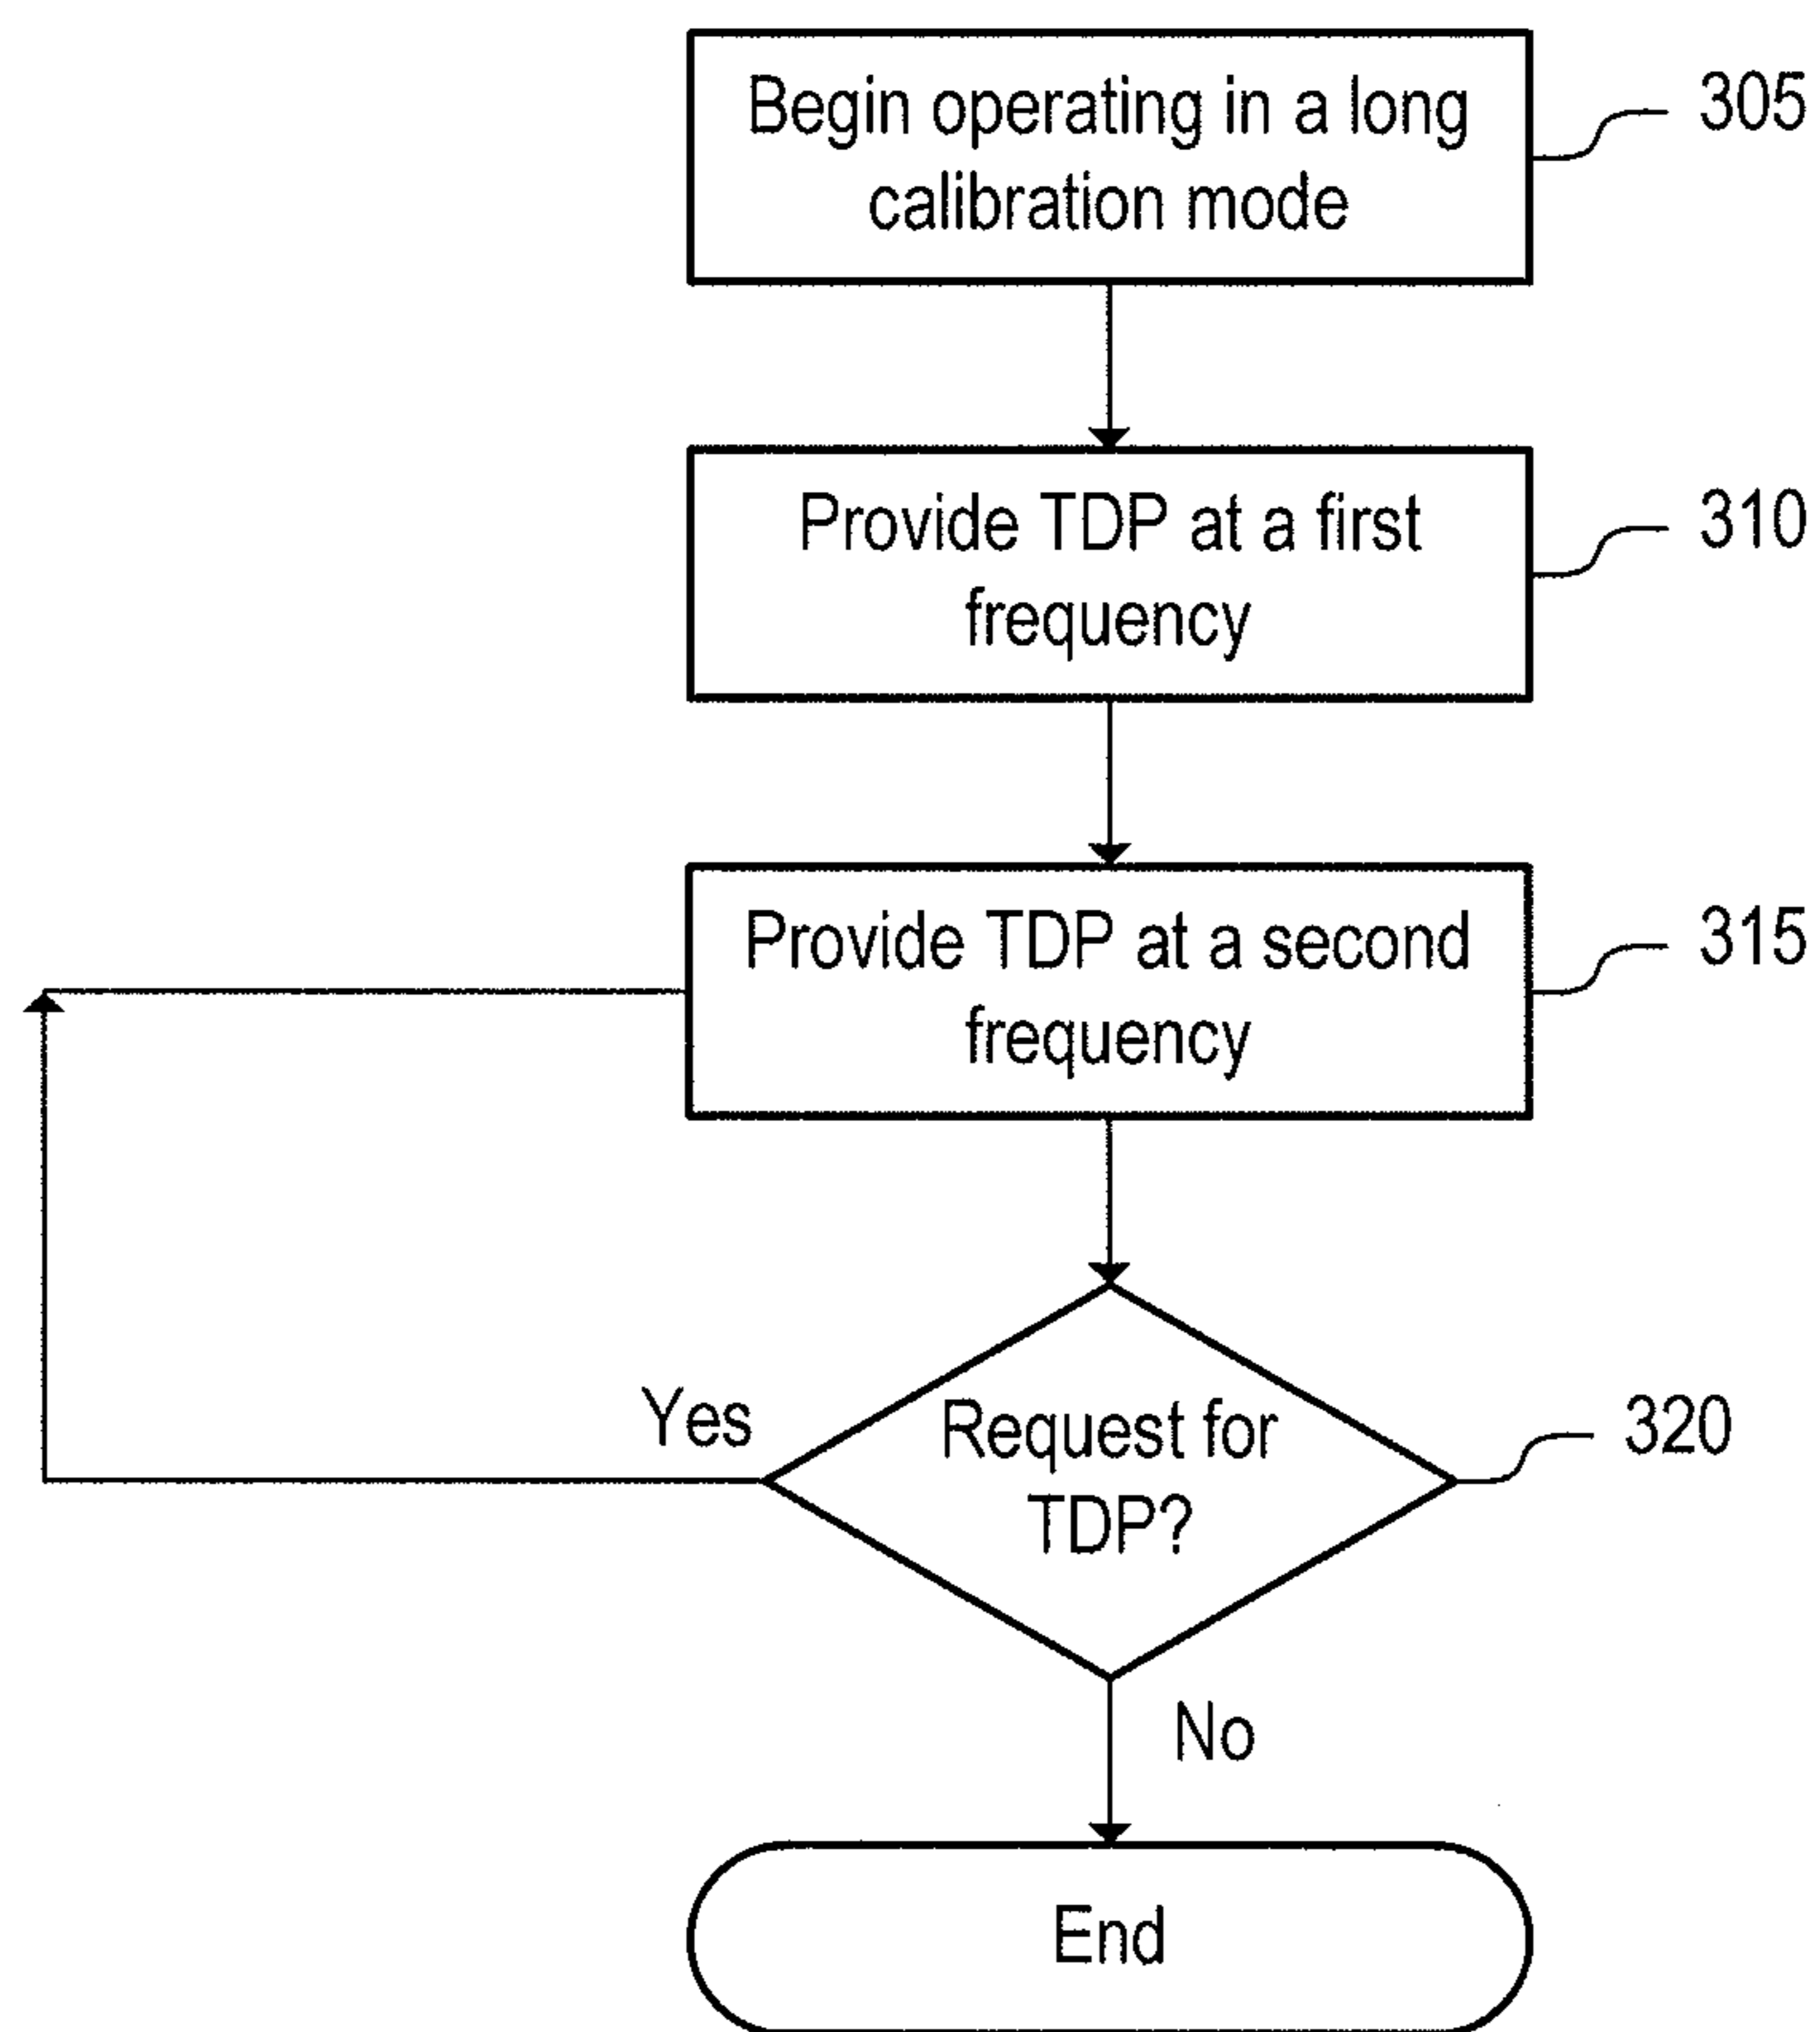 Begin operating in a long
calibration mode
305
Provide TDP at a first
frequency
310
Provide TDP at a second
frequency
315
Yes
Request for
TDP?
320
No
End